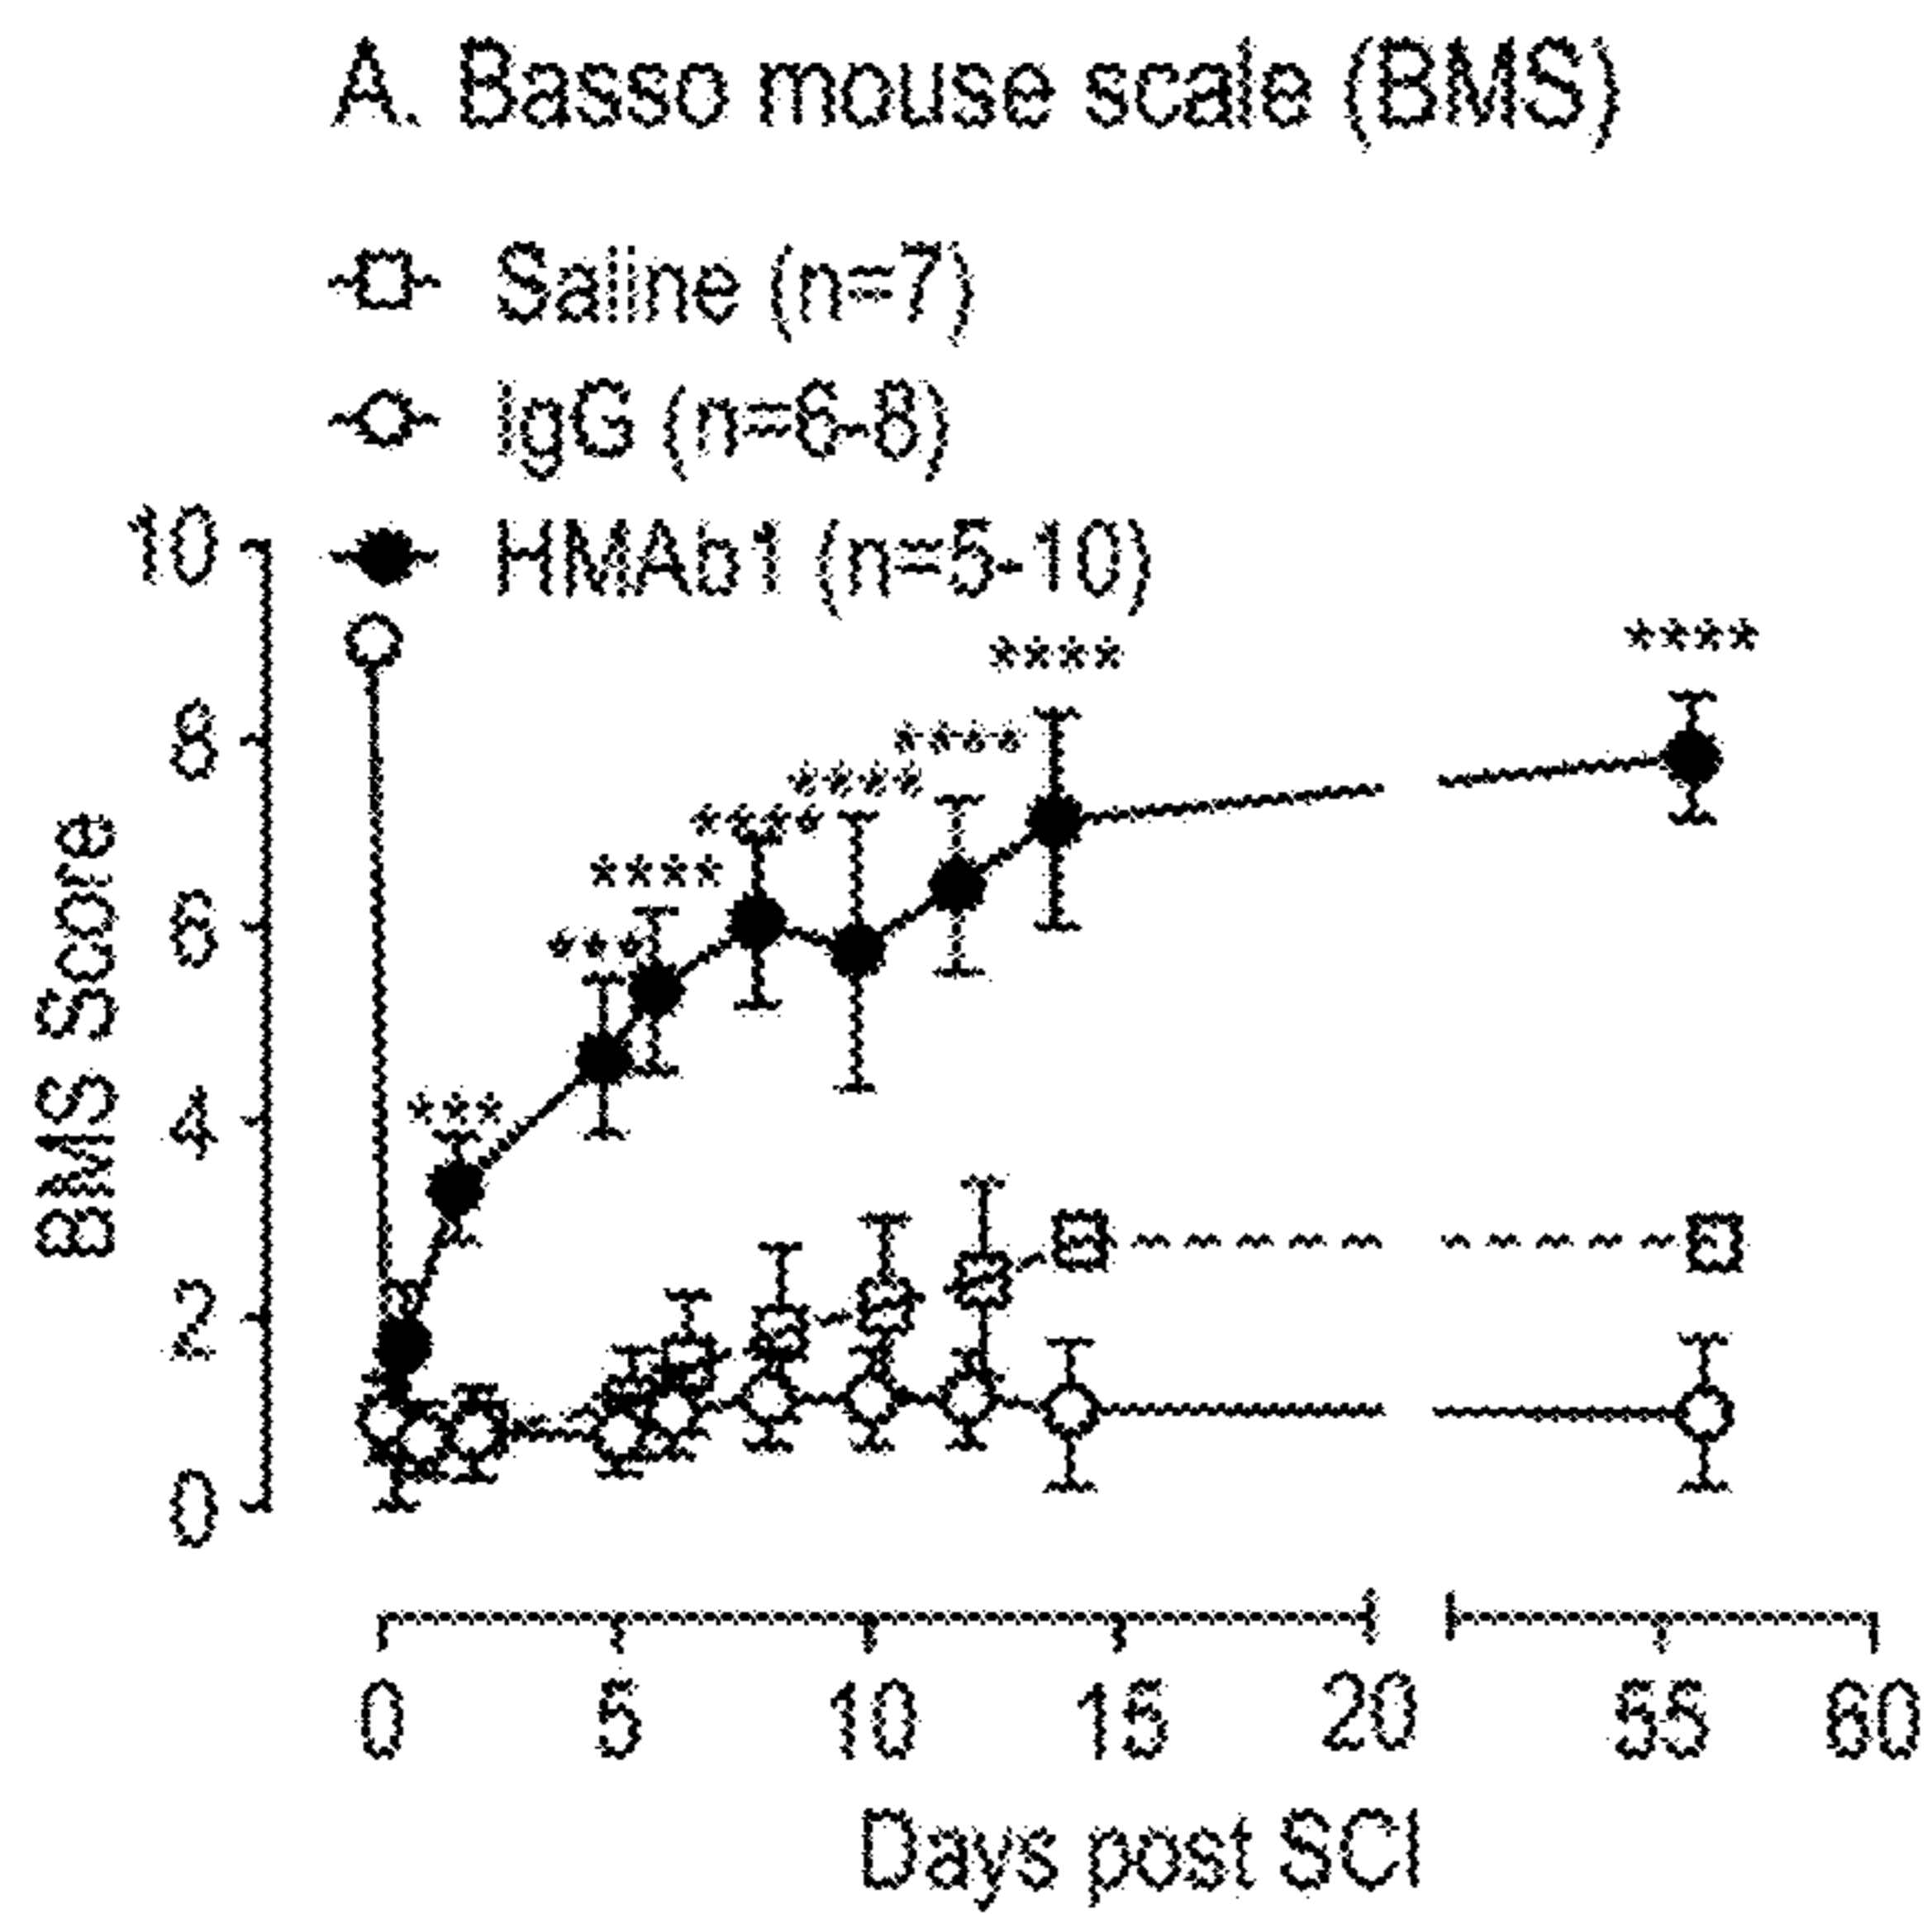 A. Basso mouse scale (BMS)
Saline (n=7)
IgG (n=6-8)
HMAb1 (n=5-10)
10
8
6
4
2
0
BMS Score
***
***
****
****
****
****
****
****
0 5 10 15 20 55 60
Days post SCI